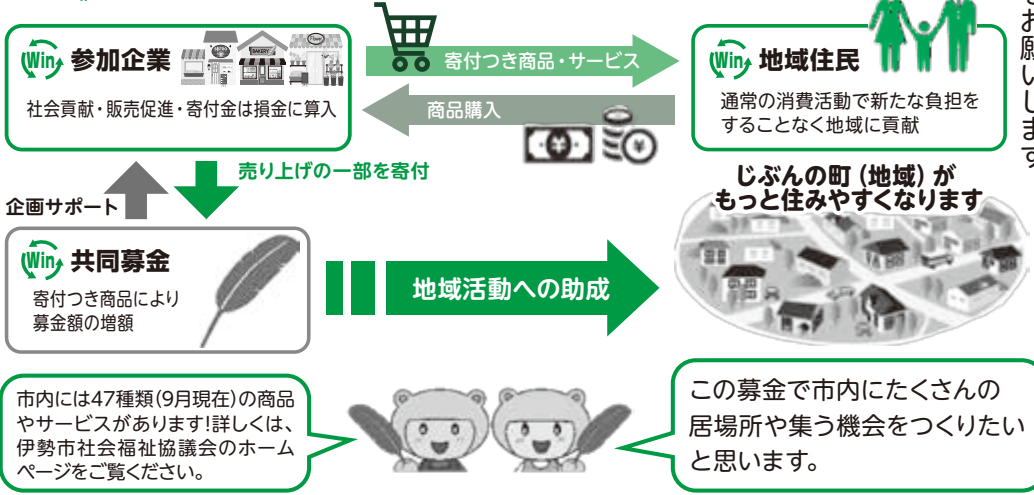 Win 参加企業
BAKERY
社会貢献・販売促進・寄付金は損金に算入
寄付つき商品・サービス
商品購入
Win 地域住民
通常の消費活動で新たな負担を
することなく地域に貢献
お願いします
企画サポート
売り上げの一部を寄付
Win 共同募金
寄付つき商品により
募金額の増額
地域活動への助成
じぶんの町(地域)が
もっと住みやすくなります
市内には47種類(9月現在)の商品
やサービスがあります!詳しくは、
伊勢市社会福祉協議会のホーム
ページをご覧ください。
この募金で市内にたくさんの
居場所や集う機会をつくりたい
と思います。